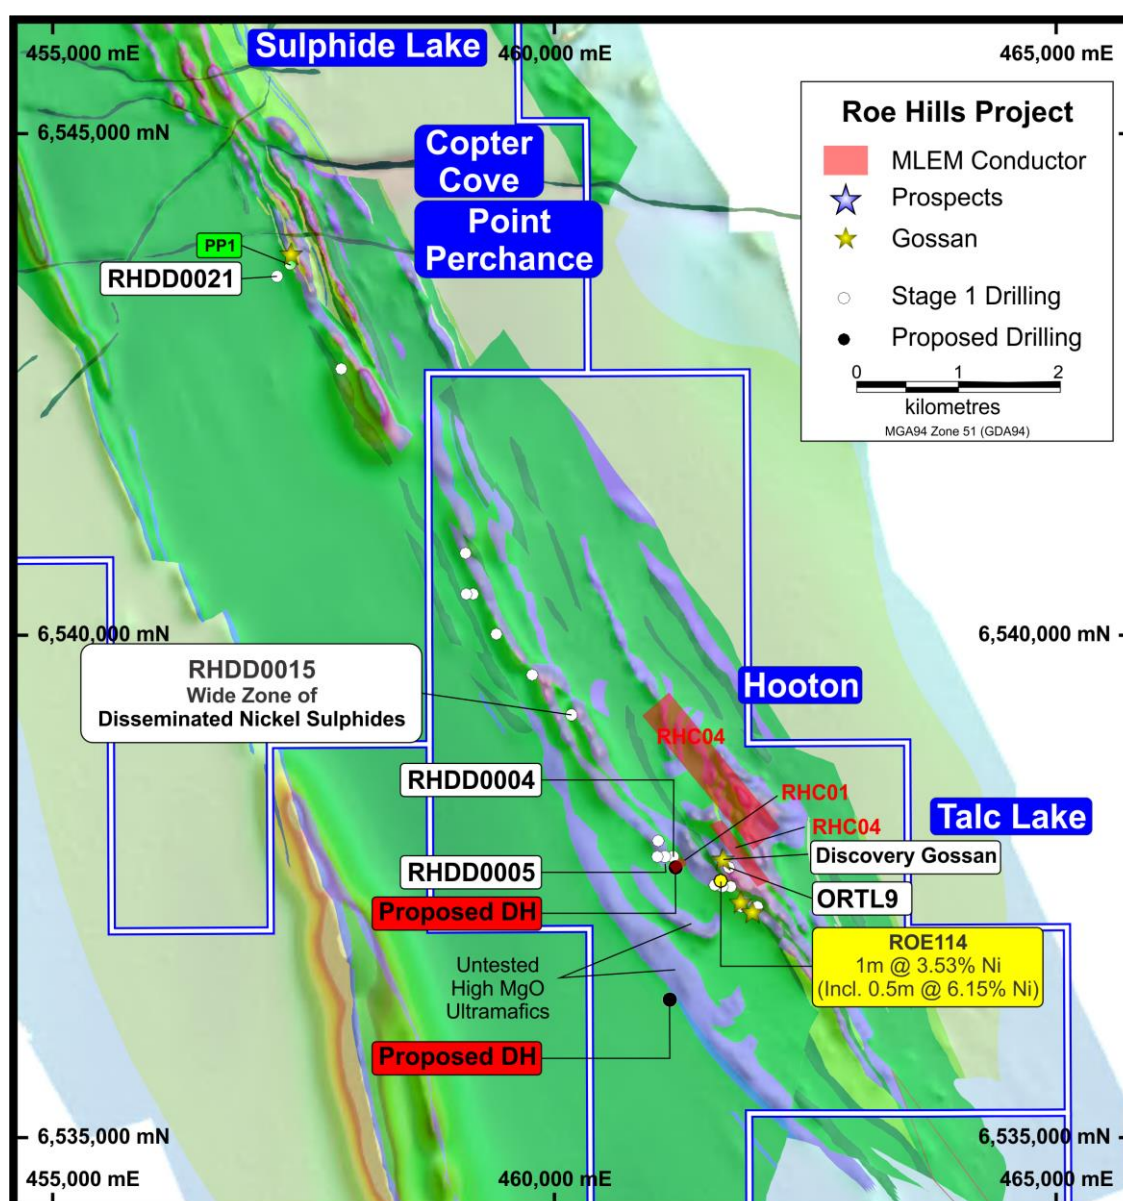 455,000 mE
Sulphide Lake
460,000 mE
465,000 mE
6,545,000 mN
Copter
Cove
Point
Perchance
PP1
RHDD0021
Roe Hills Project
MLEM Conductor
Prospects
Gossan
Stage 1 Drilling
Proposed Drilling
0 1 2
kilometres
MGA94 Zone 51 (GDA94)
6,540,000 mN
6,540,000 mN
RHDD0015
Wide Zone of
Disseminated Nickel Sulphides
Hooton
RHC04
RHDD0004
RHC01
RHC04
Talc Lake
Discovery Gossan
RHDD0005
ORTL9
Proposed DH
ROE114
1m @ 3.53% Ni
(Incl. 0.5m @ 6.15% Ni)
Untested
High MgO
Ultramafics
Proposed DH
6,535,000 mN
6,535,000 mN
455,000 mE
460,000 mE
465,000 mE